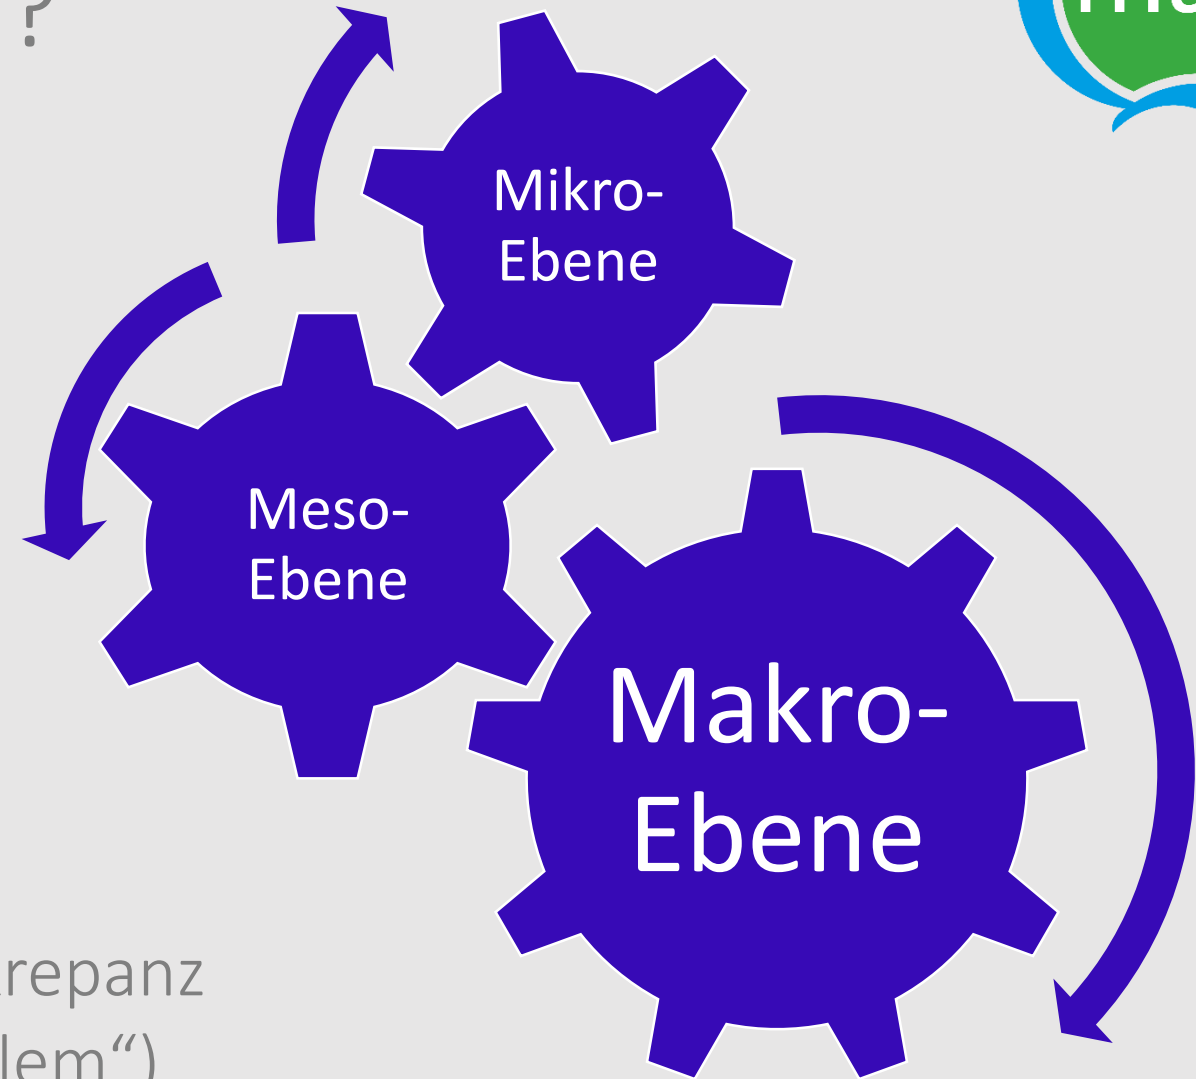 ?
Mikro-
Ebene
Meso-
Ebene
Makro-
Ebene
repanz
lem“)